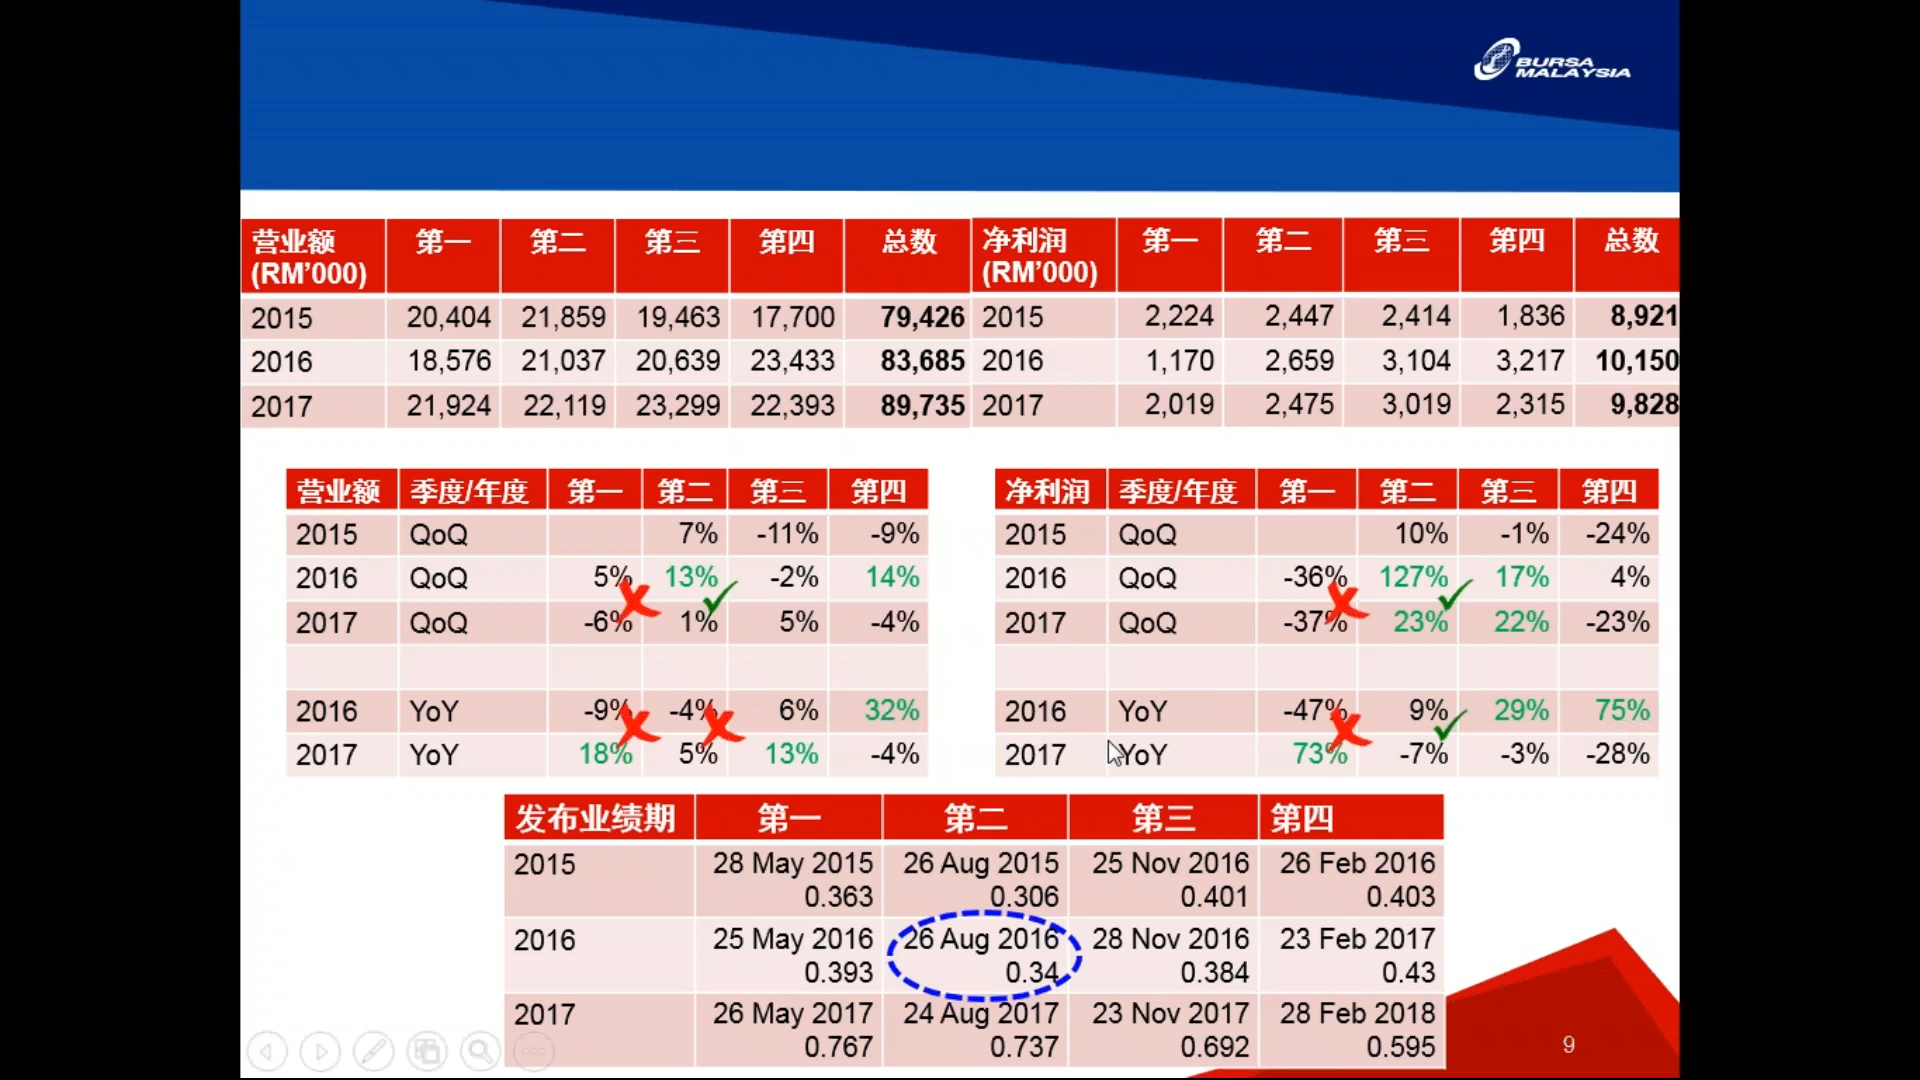 BURSA
MALAYSIA
营业额 (RM'000) 第一 第二 第三 第四 总数
2015 20,404 21,859 19,463 17,700 79,426
2016 18,576 21,037 20,639 23,433 83,685
2017 21,924 22,119 23,299 22,393 89,735
净利润 (RM'000) 第一 第二 第三 第四 总数
2015 2,224 2,447 2,414 1,836 8,921
2016 1,170 2,659 3,104 3,217 10,150
2017 2,019 2,475 3,019 2,315 9,828
营业额 季度/年度 第一 第二 第三 第四
2015 QoQ 7% -11% -9%
2016 QoQ 5% 13% -2% 14%
2017 QoQ -6% 1% 5% -4%
2016 YoY -9% -4% 6% 32%
2017 YoY 18% 5% 13% -4%
净利润 季度/年度 第一 第二 第三 第四
2015 QoQ 10% -1% -24%
2016 QoQ -36% 127% 17% 4%
2017 QoQ -37% 23% 22% -23%
2016 YoY -47% 9% 29% 75%
2017 YoY 73% -7% -3% -28%
发布业绩期 第一 第二 第三 第四
2015 28 May 2015 26 Aug 2015 25 Nov 2016 26 Feb 2016
0.363 0.306 0.401 0.403
2016 25 May 2016 26 Aug 2016 28 Nov 2016 23 Feb 2017
0.393 0.34 0.384 0.43
2017 26 May 2017 24 Aug 2017 23 Nov 2017 28 Feb 2018
0.767 0.737 0.692 0.595
9